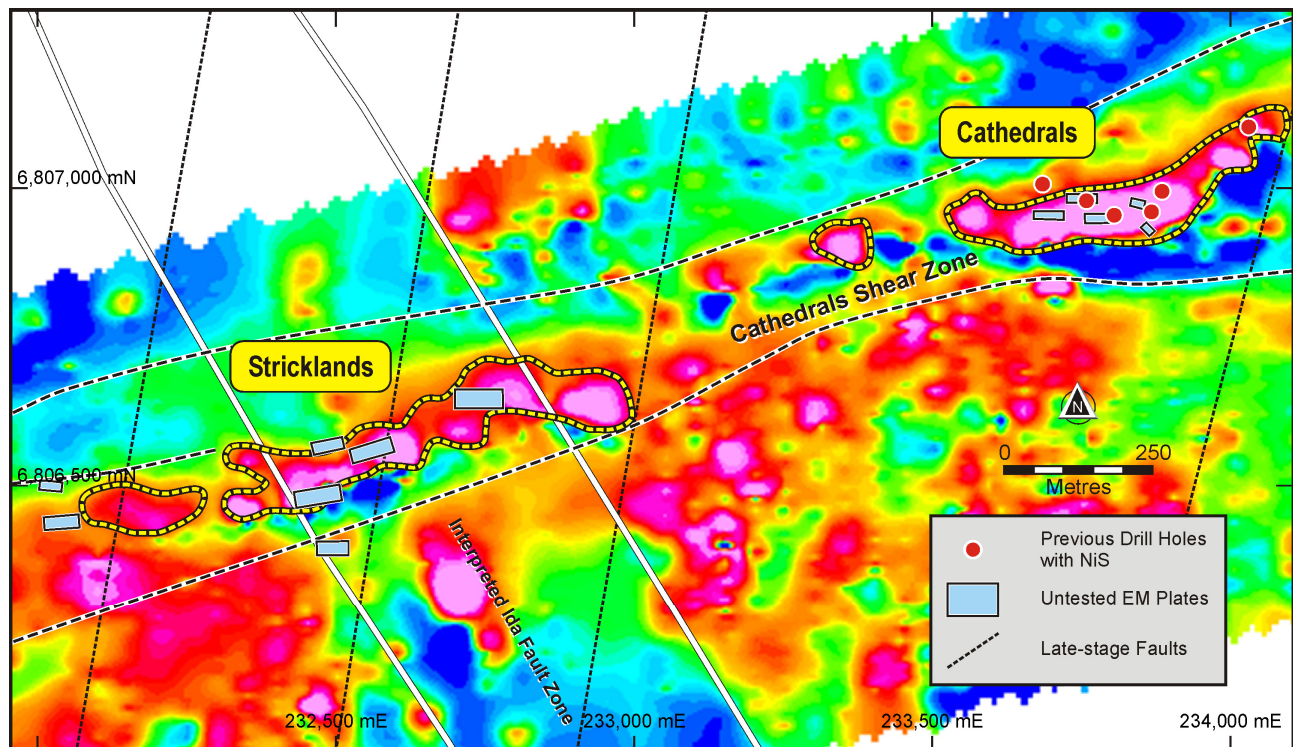 Cathedrals
6,807,000 mN
Cathedrals Shear Zone
Stricklands
N
0 250
Metres
6,806,500 mN
Interpreted Ida Fault Zone
Previous Drill Holes
with NiS
Untested EM Plates
Late-stage Faults
232,500 mE
233,000 mE
233,500 mE
234,000 mE